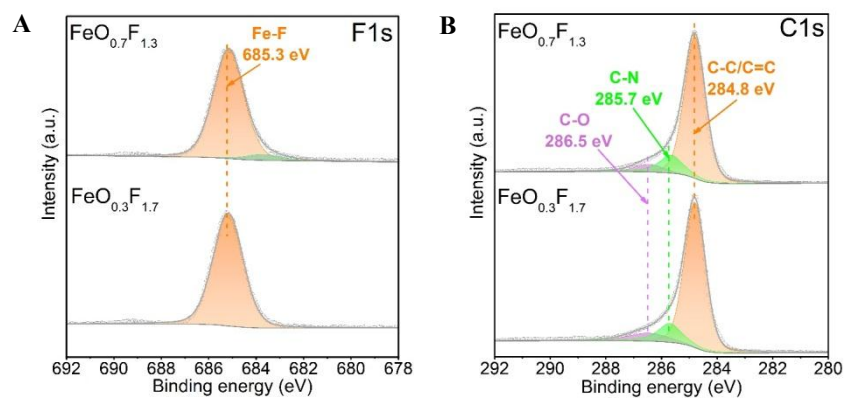 A
FeO0.7F1.3
F1s
Fe-F
685.3 eV
FeO0.3F1.7
Intensity (a.u.)
692 690 688 686 684 682 680 678
Binding energy (eV)
B
FeO0.7F1.3
C1s
C-C/C=C
284.8 eV
C-N
285.7 eV
C-O
286.5 eV
FeO0.3F1.7
Intensity (a.u.)
292 290 288 286 284 282 280
Binding energy (eV)